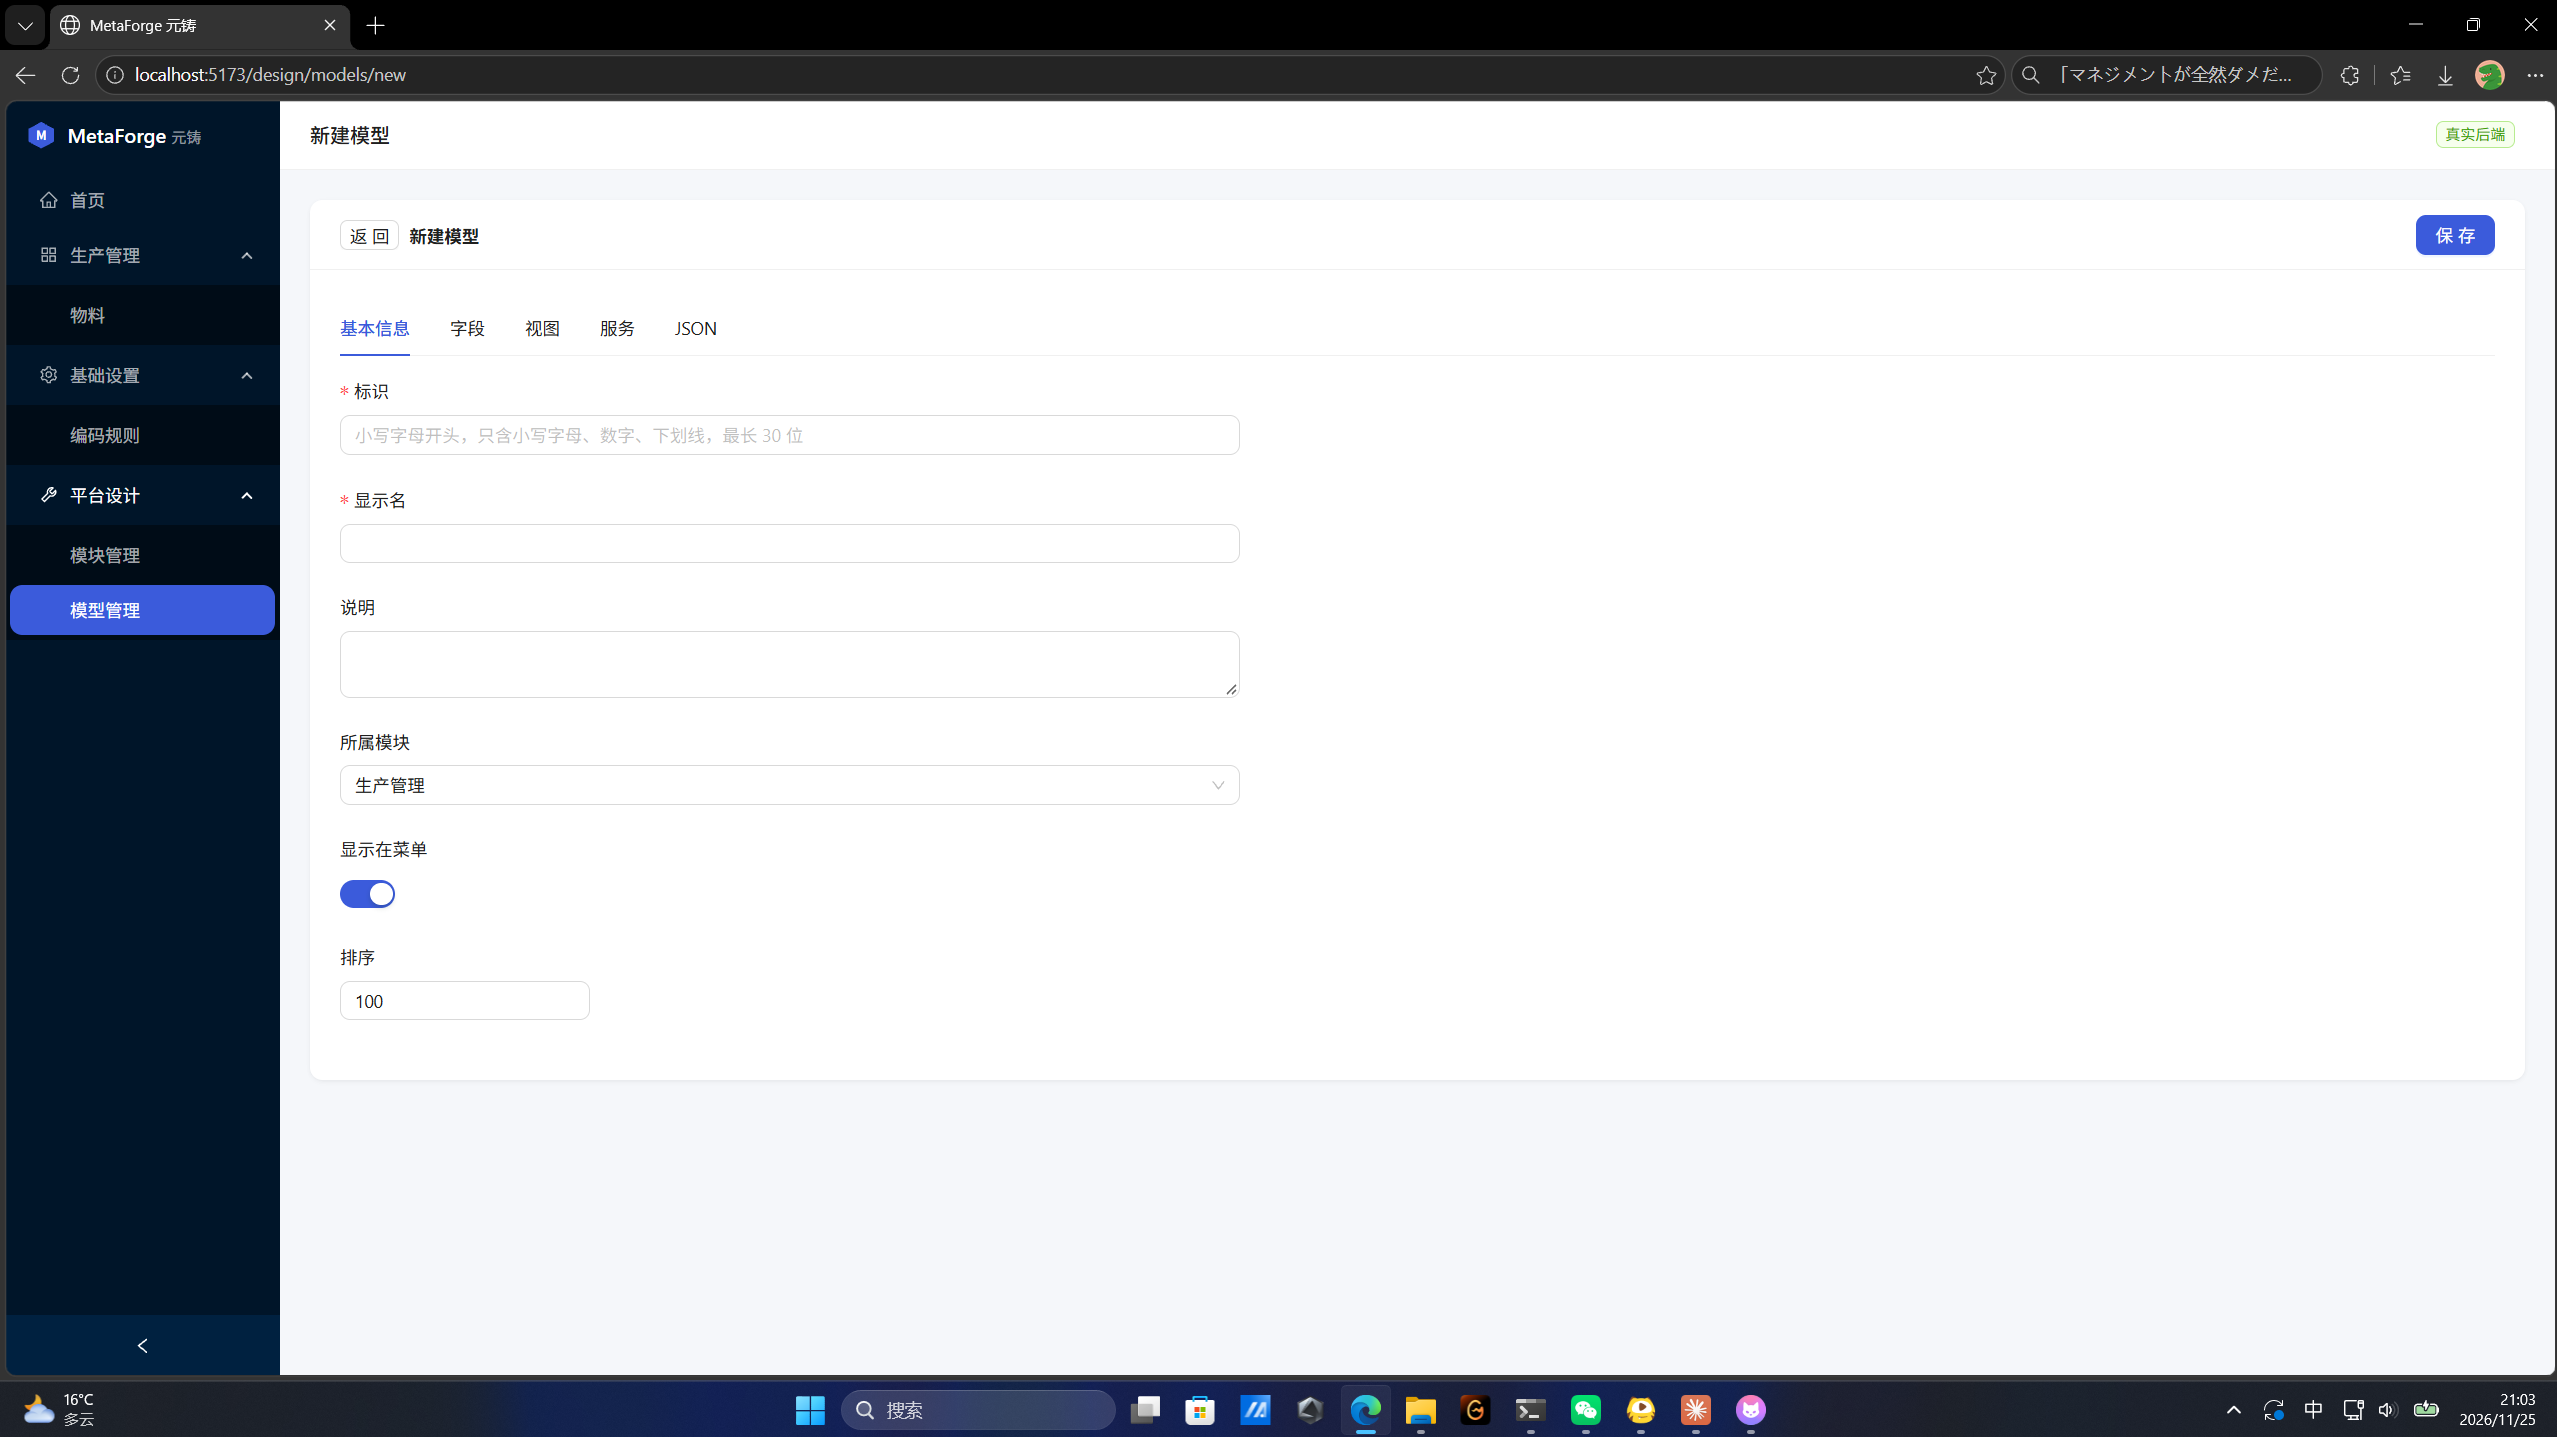 MetaForge 元铸
localhost:5173/design/models/new
「マネジメントが全然ダメだ...
M MetaForge 元铸
首页
生产管理
物料
基础设置
编码规则
平台设计
模块管理
模型管理
新建模型
真实后端
返 回 新建模型
保 存
基本信息 字段 视图 服务 JSON
* 标识
小写字母开头，只含小写字母、数字、下划线，最长 30 位
* 显示名
说明
所属模块
生产管理
显示在菜单
排序
100
16°C
多云
搜索
中
21:03
2026/11/25